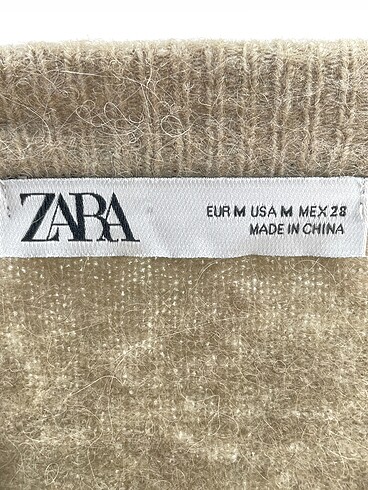 ZARA
EUR M USA M MEX 28
MADE IN CHINA